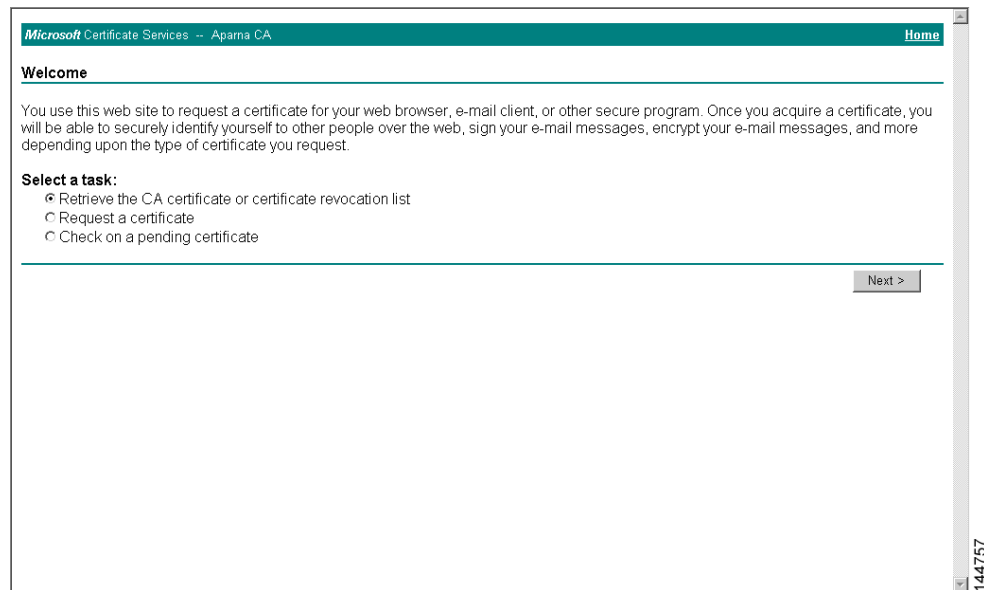 Microsoft Certificate Services -- Aparna CA
Home
Welcome
You use this web site to request a certificate for your web browser, e-mail client, or other secure program. Once you acquire a certificate, you
will be able to securely identify yourself to other people over the web, sign your e-mail messages, encrypt your e-mail messages, and more
depending upon the type of certificate you request.
Select a task:
Retrieve the CA certificate or certificate revocation list
Request a certificate
Check on a pending certificate
Next >
144757